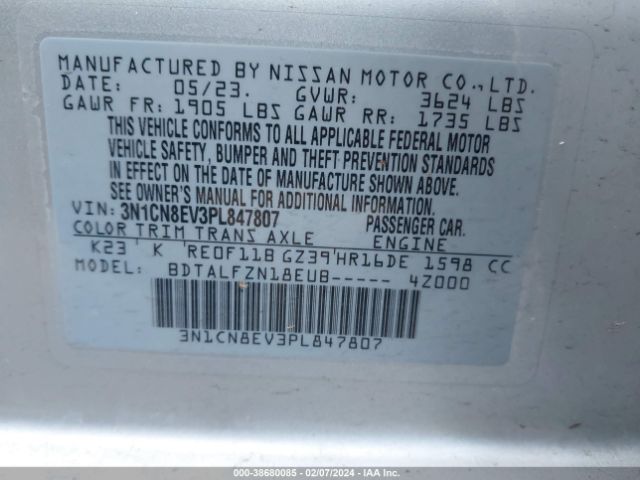 MANUFACTURED BY NISSAN MOTOR CO., LTD.
DATE: 05/23. GVWR: 3624 LBS
GAWR FR: 1905 LBS GAWR RR: 1735 LBS
THIS VEHICLE CONFORMS TO ALL APPLICABLE FEDERAL MOTOR
VEHICLE SAFETY, BUMPER AND THEFT PREVENTION STANDARDS
IN EFFECT ON THE DATE OF MANUFACTURE SHOWN ABOVE.
SEE OWNER'S MANUAL FOR ADDITIONAL INFORMATION.
VIN: 3N1CN8EV3PL847807 PASSENGER CAR.
COLOR TRIM TRANS AXLE ENGINE
K23 K RE0F11B GZ39 HR16DE 1598 CC
MODEL: BDTALFZN18EUB----- 4Z000
3N1CN8EV3PL847807
000-38680085 - 02/07/2024 - IAA Inc.